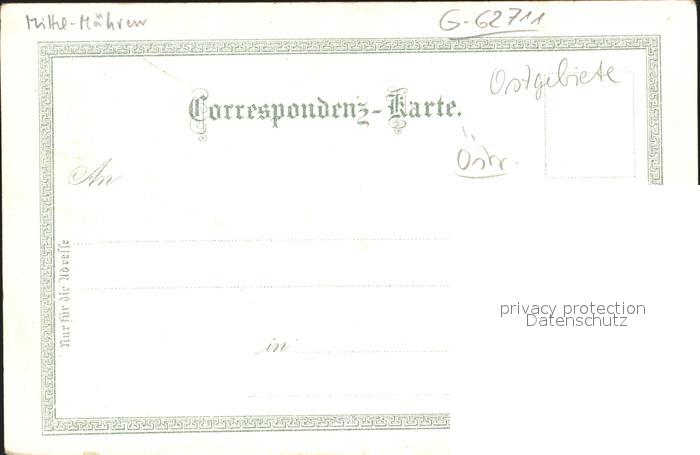 Mittel-Mähren
G-62711
Ostgebiete
Correspondenz-Karte.
Östr.
An
Nur für die Adresse
in
privacy protection
Datenschutz